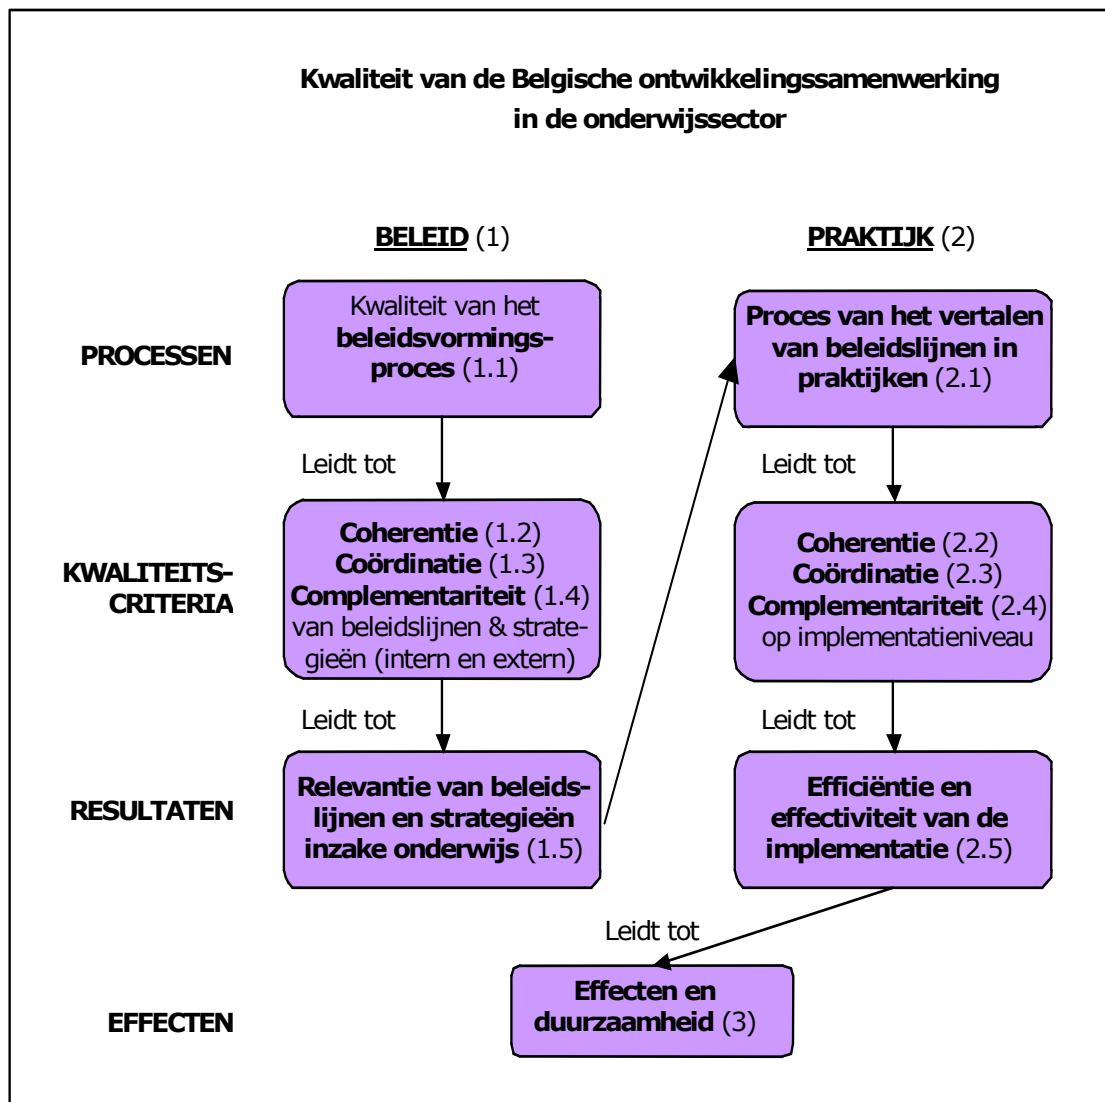 Kwaliteit van de Belgische ontwikkelingssamenwerking
in de onderwijssector
BELEID (1)
PRAKTIJK (2)
PROCESSEN
Kwaliteit van het
beleidsvormings-
proces (1.1)
Proces van het vertalen
van beleidslijnen in
praktijken (2.1)
Leidt tot
Leidt tot
KWALITEITS-
CRITERIA
Coherentie (1.2)
Coördinatie (1.3)
Complementariteit (1.4)
van beleidslijnen & strate-
gieën (intern en extern)
Coherentie (2.2)
Coördinatie (2.3)
Complementariteit (2.4)
op implementatieniveau
Leidt tot
Leidt tot
RESULTATEN
Relevantie van beleids-
lijnen en strategieën
inzake onderwijs (1.5)
Efficiëntie en
effectiviteit van de
implementatie (2.5)
Leidt tot
EFFECTEN
Effecten en
duurzaamheid (3)